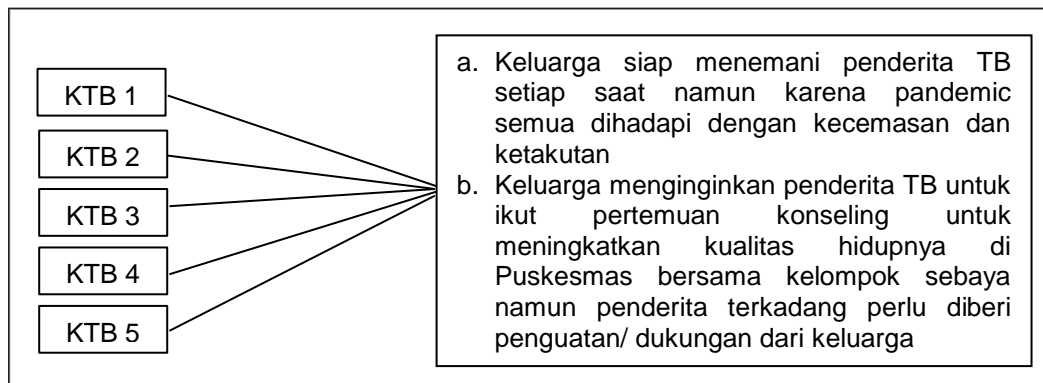 KTB 1
KTB 2
KTB 3
KTB 4
KTB 5
a. Keluarga siap menemani penderita TB
setiap saat namun karena pandemic
semua dihadapi dengan kecemasan dan
ketakutan
b. Keluarga menginginkan penderita TB untuk
ikut pertemuan konseling untuk
meningkatkan kualitas hidupnya di
Puskesmas bersama kelompok sebaya
namun penderita terkadang perlu diberi
penguatan/ dukungan dari keluarga